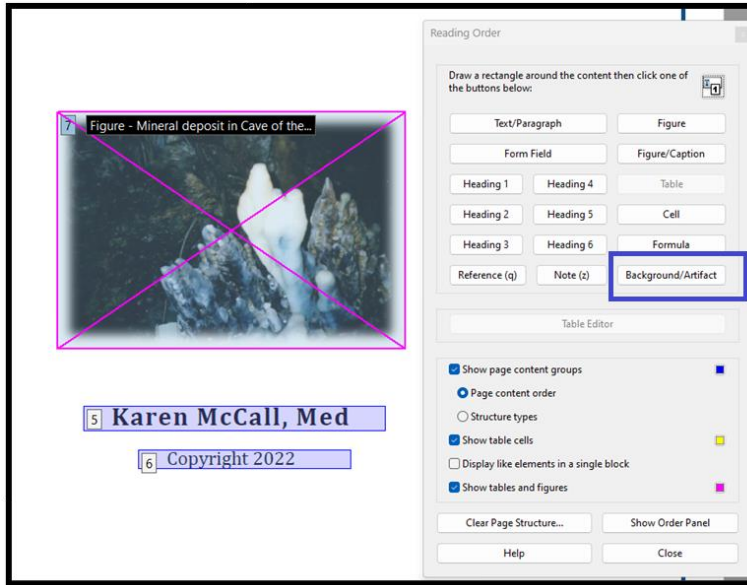 7 Figure - Mineral deposit in Cave of the...
5 Karen McCall, Med
6 Copyright 2022
Reading Order
Draw a rectangle around the content then click one of
the buttons below:
Text/Paragraph Figure
Form Field Figure/Caption
Heading 1 Heading 4 Table
Heading 2 Heading 5 Cell
Heading 3 Heading 6 Formula
Reference (q) Note (z) Background/Artifact
Table Editor
Show page content groups
Page content order
Structure types
Show table cells
Display like elements in a single block
Show tables and figures
Clear Page Structure... Show Order Panel
Help Close